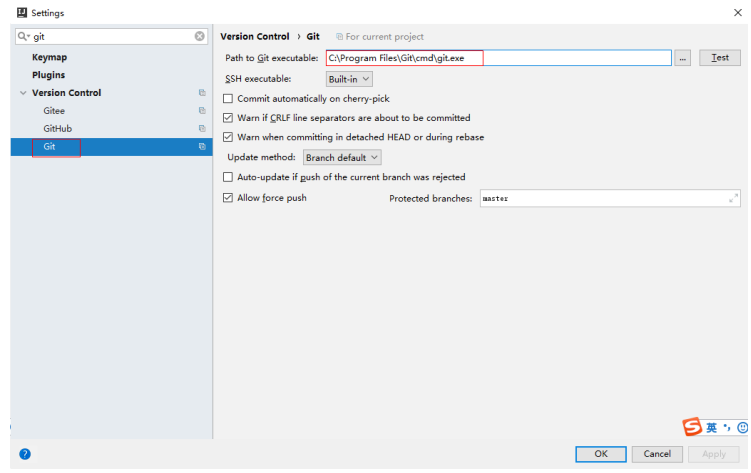 Settings
git
Version Control › Git For current project
Keymap
Path to Git executable: C:\Program Files\Git\cmd\git.exe ... Test
Plugins
SSH executable: Built-in
Version Control
Commit automatically on cherry-pick
Gitee
Warn if CRLF line separators are about to be committed
GitHub
Warn when committing in detached HEAD or during rebase
Git
Update method: Branch default
Auto-update if push of the current branch was rejected
Allow force push Protected branches: master
英
? OK Cancel Apply